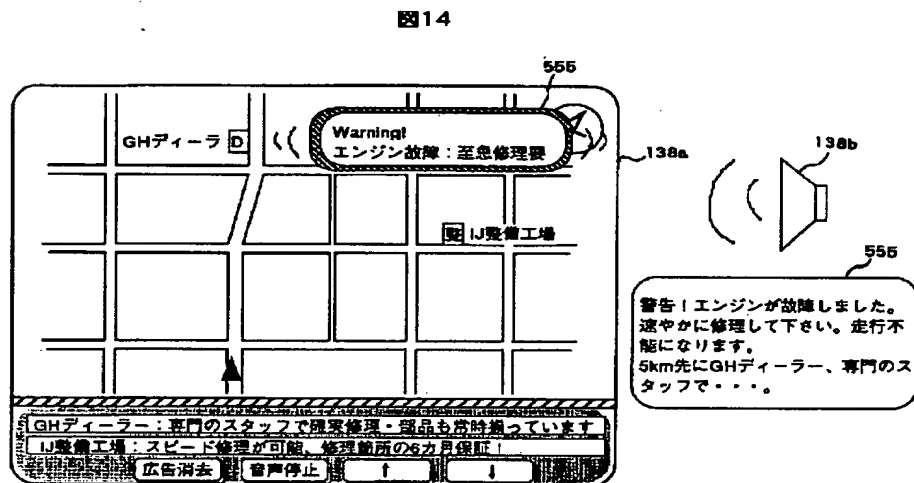 図14
555
GHディーラ D
Warning!
エンジン故障：至急修理要
138a
138b
整 IJ整備工場
555
警告！エンジンが故障しました。
速やかに修理して下さい。走行不
能になります。
5km先にGHディーラー、専門のス
タッフで・・・。
GHディーラー：専門のスタッフで確実修理・部品も常時揃っています
IJ整備工場：スピード修理が可能、修理箇所の6カ月保証！
広告消去 音声停止 ↑ ↓